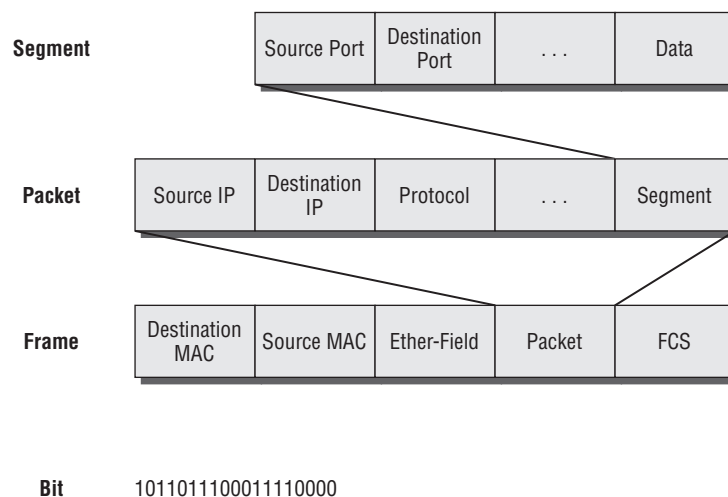 Segment
Source Port
Destination
Port
. . .
Data
Packet
Source IP
Destination
IP
Protocol
. . .
Segment
Frame
Destination
MAC
Source MAC
Ether-Field
Packet
FCS
Bit
1011011100011110000